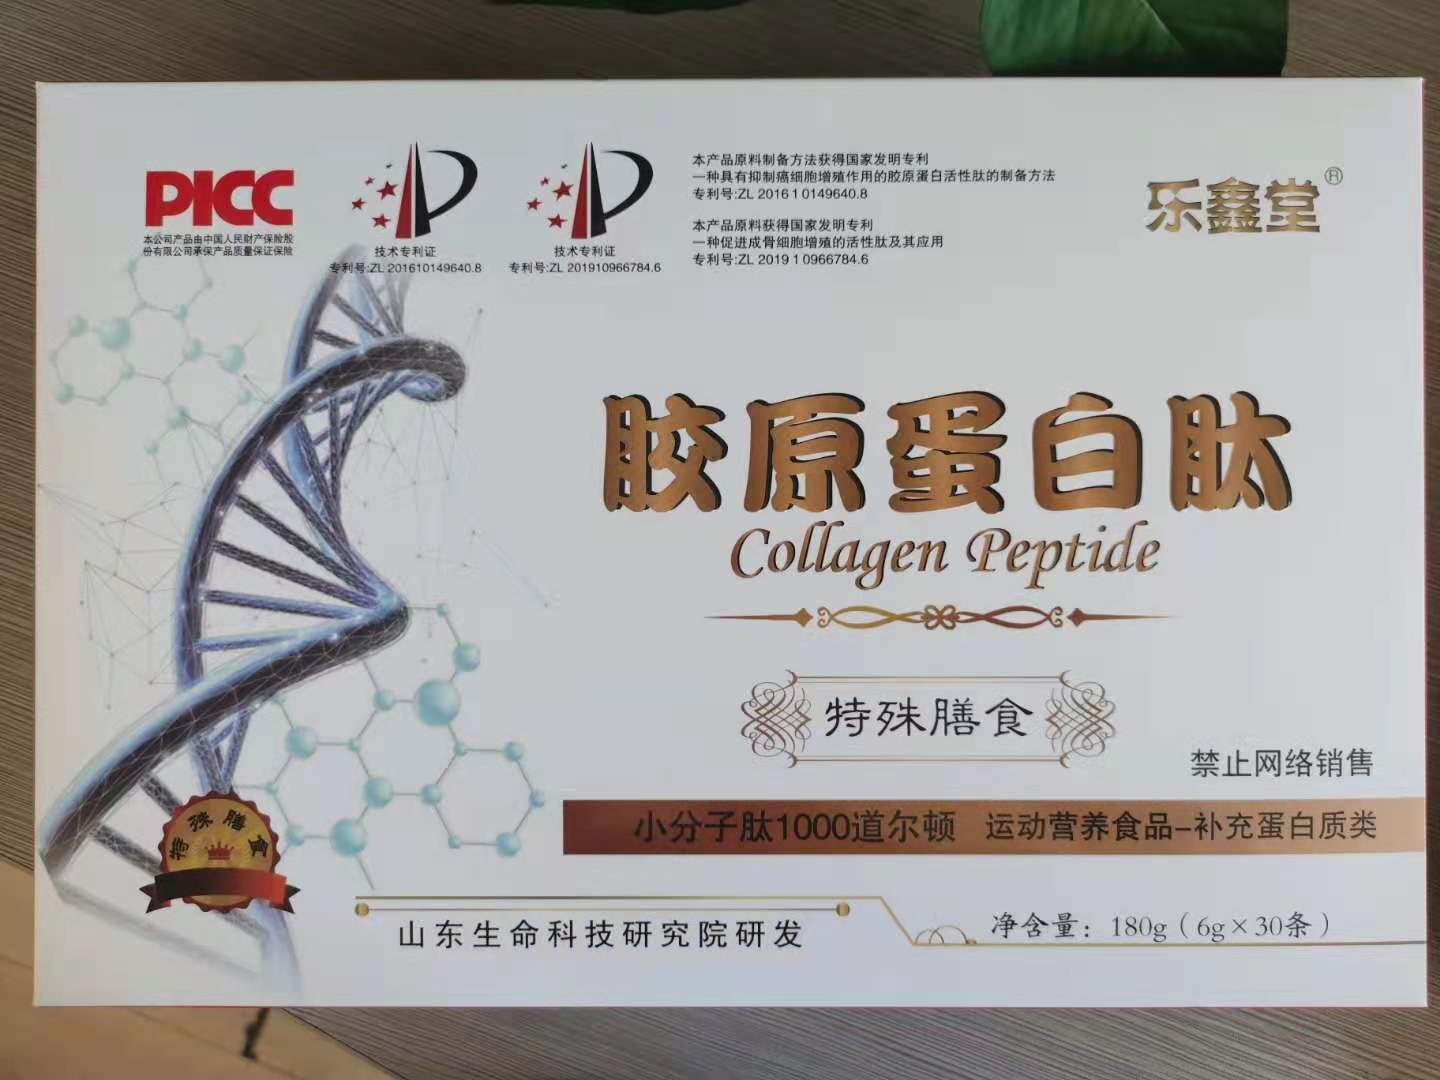 PICC
本公司产品由中国人民财产保险股
份有限公司承保产品质量保证保险
技术专利证
专利号:ZL 201610149640.8
技术专利证
专利号:ZL 201910966784.6
本产品原料制备方法获得国家发明专利
一种具有抑制癌细胞增殖作用的胶原蛋白活性肽的制备方法
专利号:ZL 2016 1 0149640.8
本产品原料获得国家发明专利
一种促进成骨细胞增殖的活性肽及其应用
专利号:ZL 2019 1 0966784.6
乐鑫堂®
胶原蛋白肽
Collagen Peptide
特殊膳食
禁止网络销售
小分子肽1000道尔顿 运动营养食品-补充蛋白质类
特殊膳食
山东生命科技研究院研发
净含量：180g（6g×30条）